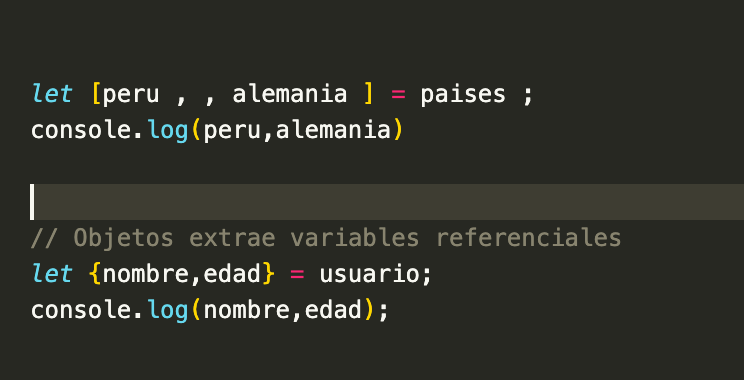 let [peru , , alemania ] = paises ;
console.log(peru,alemania)
// Objetos extrae variables referenciales
let {nombre,edad} = usuario;
console.log(nombre,edad);